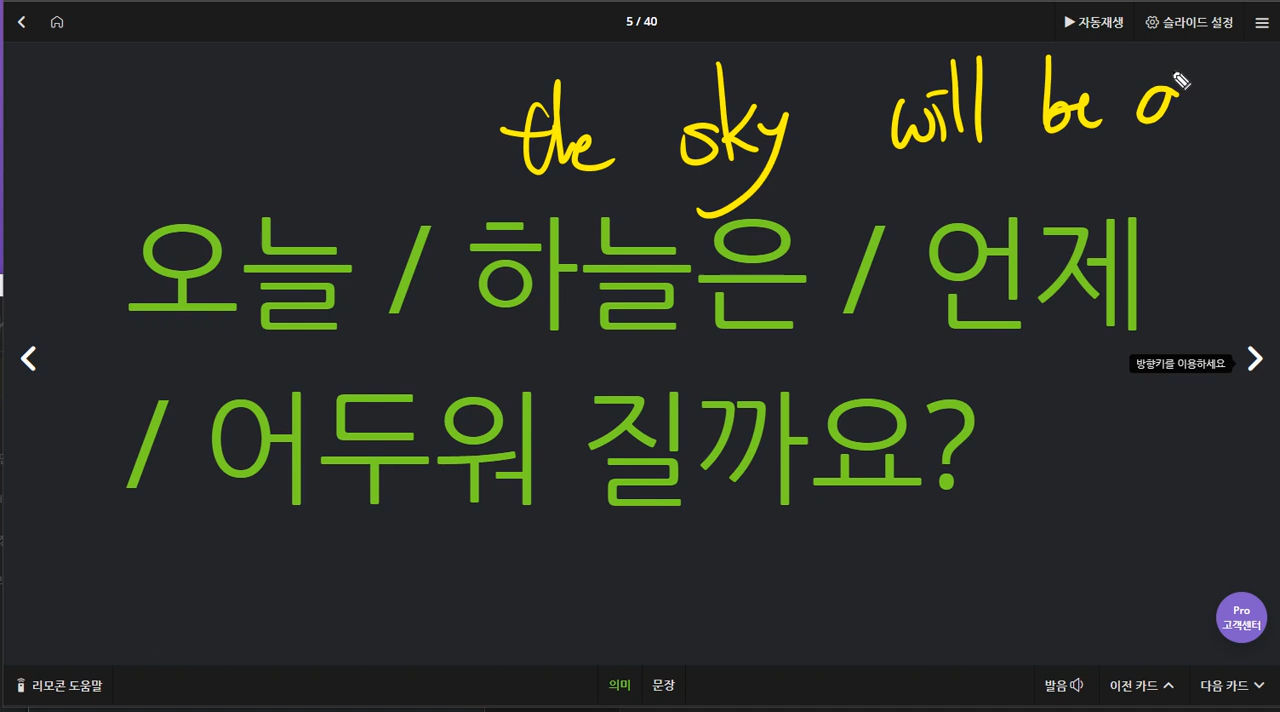 5 / 40
자동재생
슬라이드 설정
the sky will be a
오늘 / 하늘은 / 언제
/ 어두워 질까요?
방향키를 이용하세요
Pro
고객센터
리모콘 도움말
의미
문장
발음
이전 카드
다음 카드